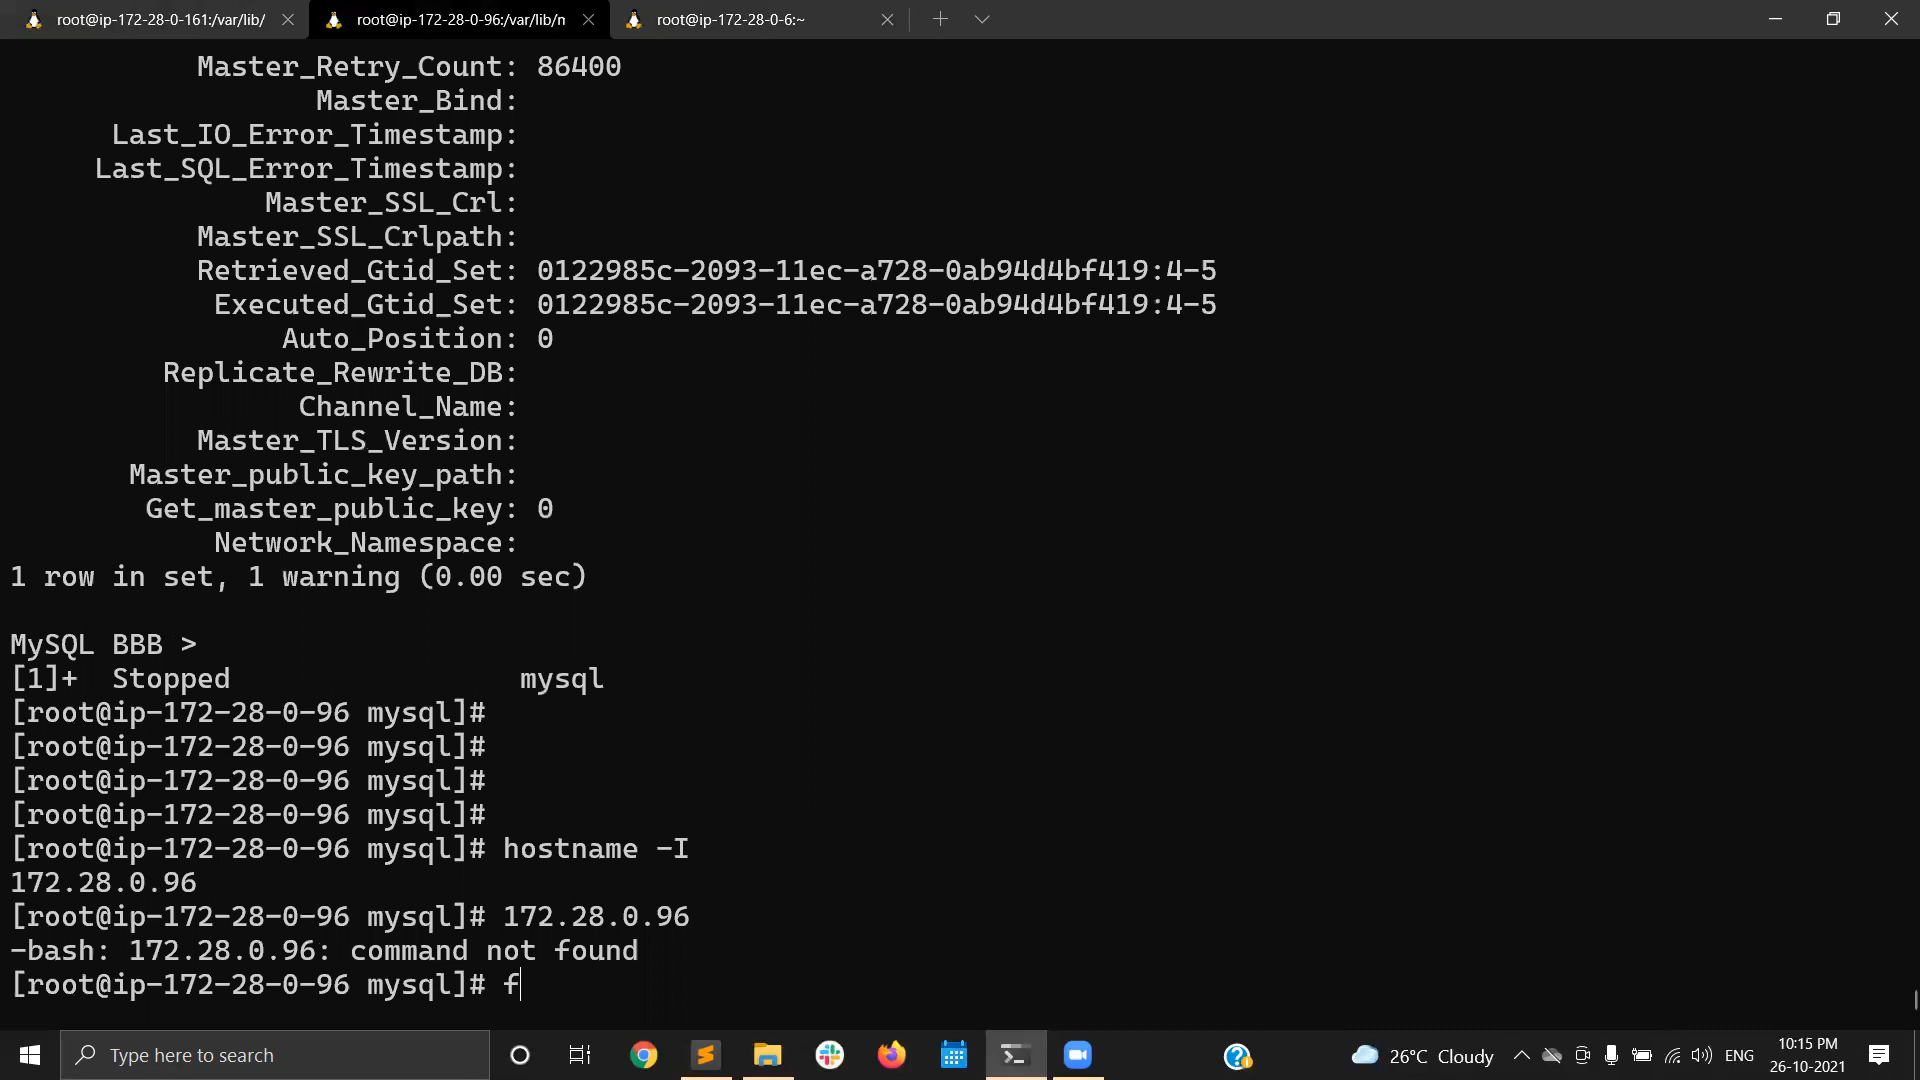 root@ip-172-28-0-161:/var/lib/
root@ip-172-28-0-96:/var/lib/n
root@ip-172-28-0-6:~
Master_Retry_Count: 86400
Master_Bind:
Last_IO_Error_Timestamp:
Last_SQL_Error_Timestamp:
Master_SSL_Crl:
Master_SSL_Crlpath:
Retrieved_Gtid_Set: 0122985c-2093-11ec-a728-0ab94d4bf419:4-5
Executed_Gtid_Set: 0122985c-2093-11ec-a728-0ab94d4bf419:4-5
Auto_Position: 0
Replicate_Rewrite_DB:
Channel_Name:
Master_TLS_Version:
Master_public_key_path:
Get_master_public_key: 0
Network_Namespace:
1 row in set, 1 warning (0.00 sec)
MySQL BBB >
[1]+  Stopped                 mysql
[root@ip-172-28-0-96 mysql]#
[root@ip-172-28-0-96 mysql]#
[root@ip-172-28-0-96 mysql]#
[root@ip-172-28-0-96 mysql]#
[root@ip-172-28-0-96 mysql]# hostname -I
172.28.0.96
[root@ip-172-28-0-96 mysql]# 172.28.0.96
-bash: 172.28.0.96: command not found
[root@ip-172-28-0-96 mysql]# f
Type here to search
26°C Cloudy
ENG
10:15 PM
26-10-2021